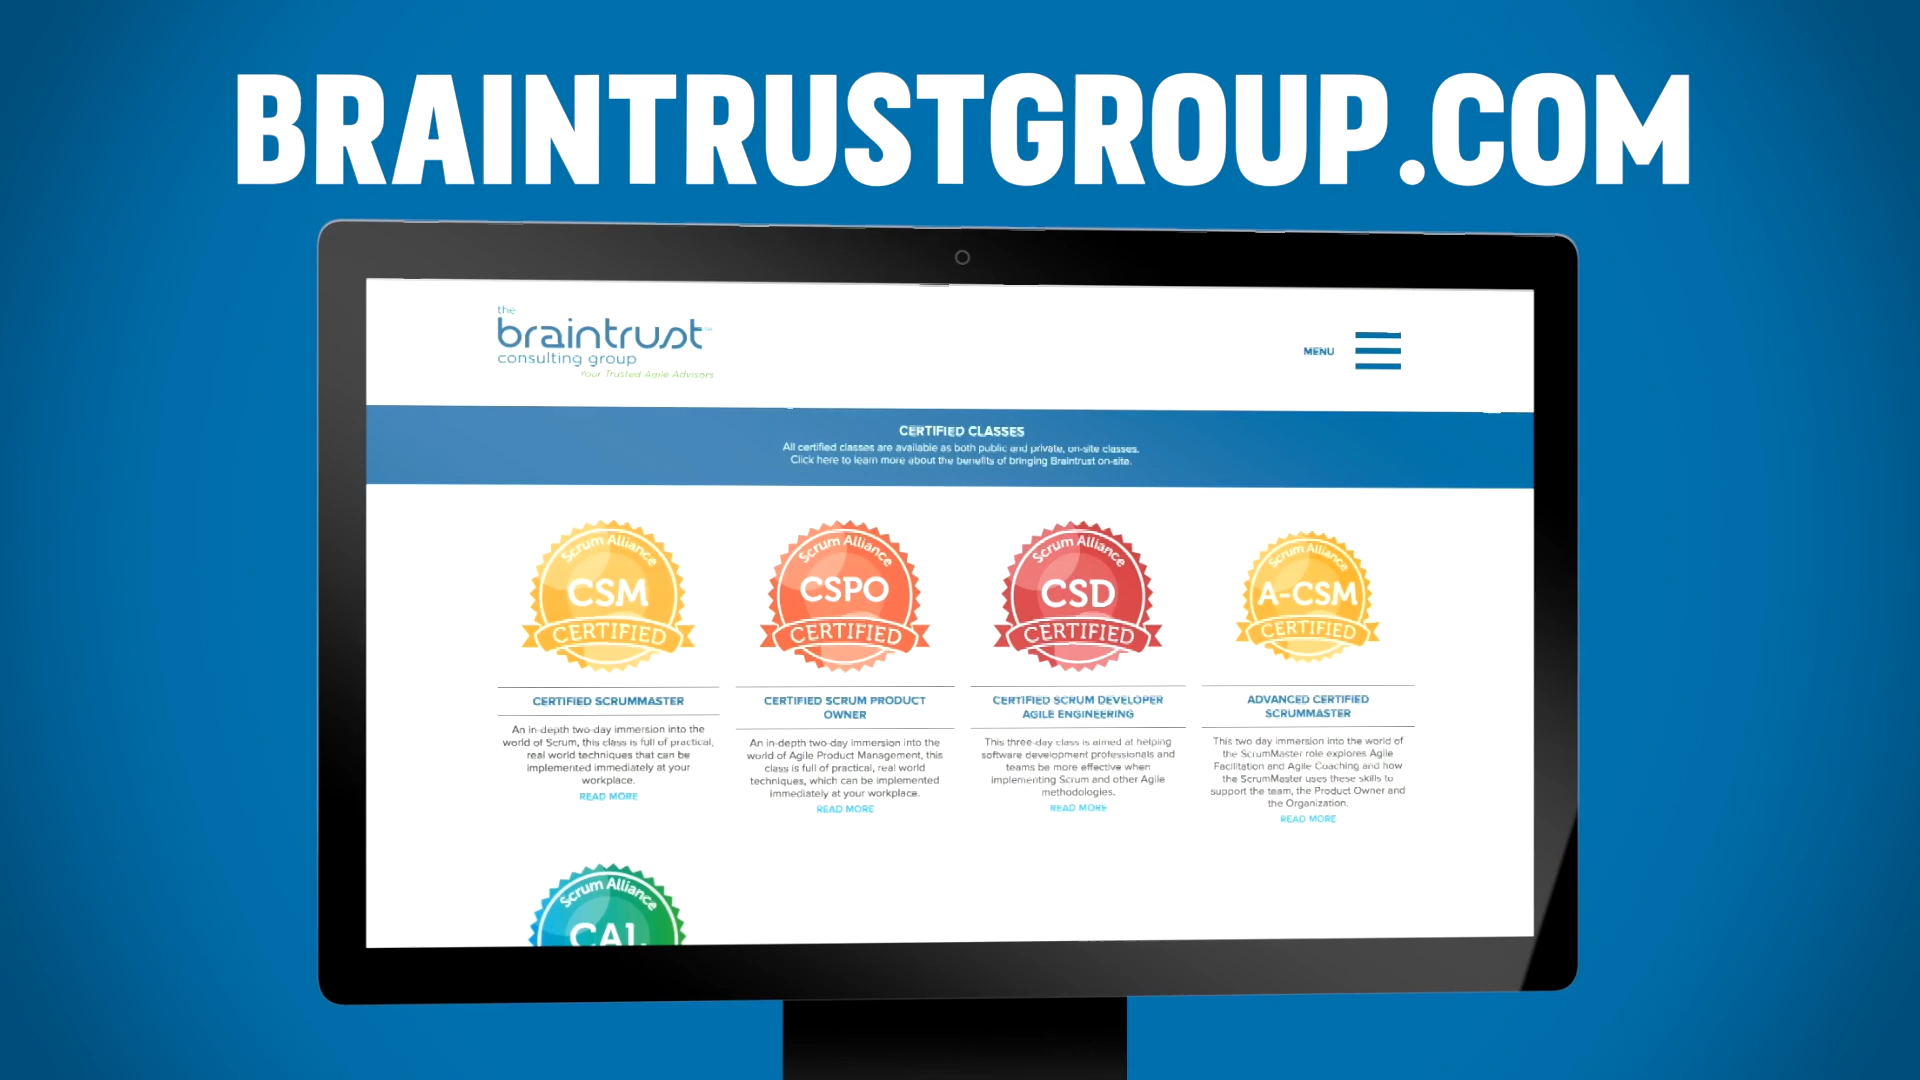 BRAINTRUSTGROUP.COM
the
braintrust
consulting group
Your Trusted Agile Advisors
MENU
CERTIFIED CLASSES
All certified classes are available as both public and private, on-site classes.
Click here to learn more about the benefits of bringing Braintrust on-site.
Scrum Alliance
CSM
CERTIFIED
Scrum Alliance
CSPO
CERTIFIED
Scrum Alliance
CSD
CERTIFIED
Scrum Alliance
A-CSM
CERTIFIED
CERTIFIED SCRUMMASTER
An in-depth two-day immersion into the
world of Scrum, this class is full of practical,
real world techniques that can be
implemented immediately at your
workplace.
READ MORE
CERTIFIED SCRUM PRODUCT
OWNER
An in-depth two-day immersion into the
world of Agile Product Management, this
class is full of practical, real world
techniques, which can be implemented
immediately at your workplace.
READ MORE
CERTIFIED SCRUM DEVELOPER
AGILE ENGINEERING
This three-day class is aimed at helping
software development professionals and
teams be more effective when
implementing Scrum and other Agile
methodologies.
READ MORE
ADVANCED CERTIFIED
SCRUMMASTER
This two day immersion into the world of
the ScrumMaster role explores Agile
Facilitation and Agile Coaching and how
the ScrumMaster uses these skills to
support the team, the Product Owner and
the Organization.
READ MORE
Scrum Alliance